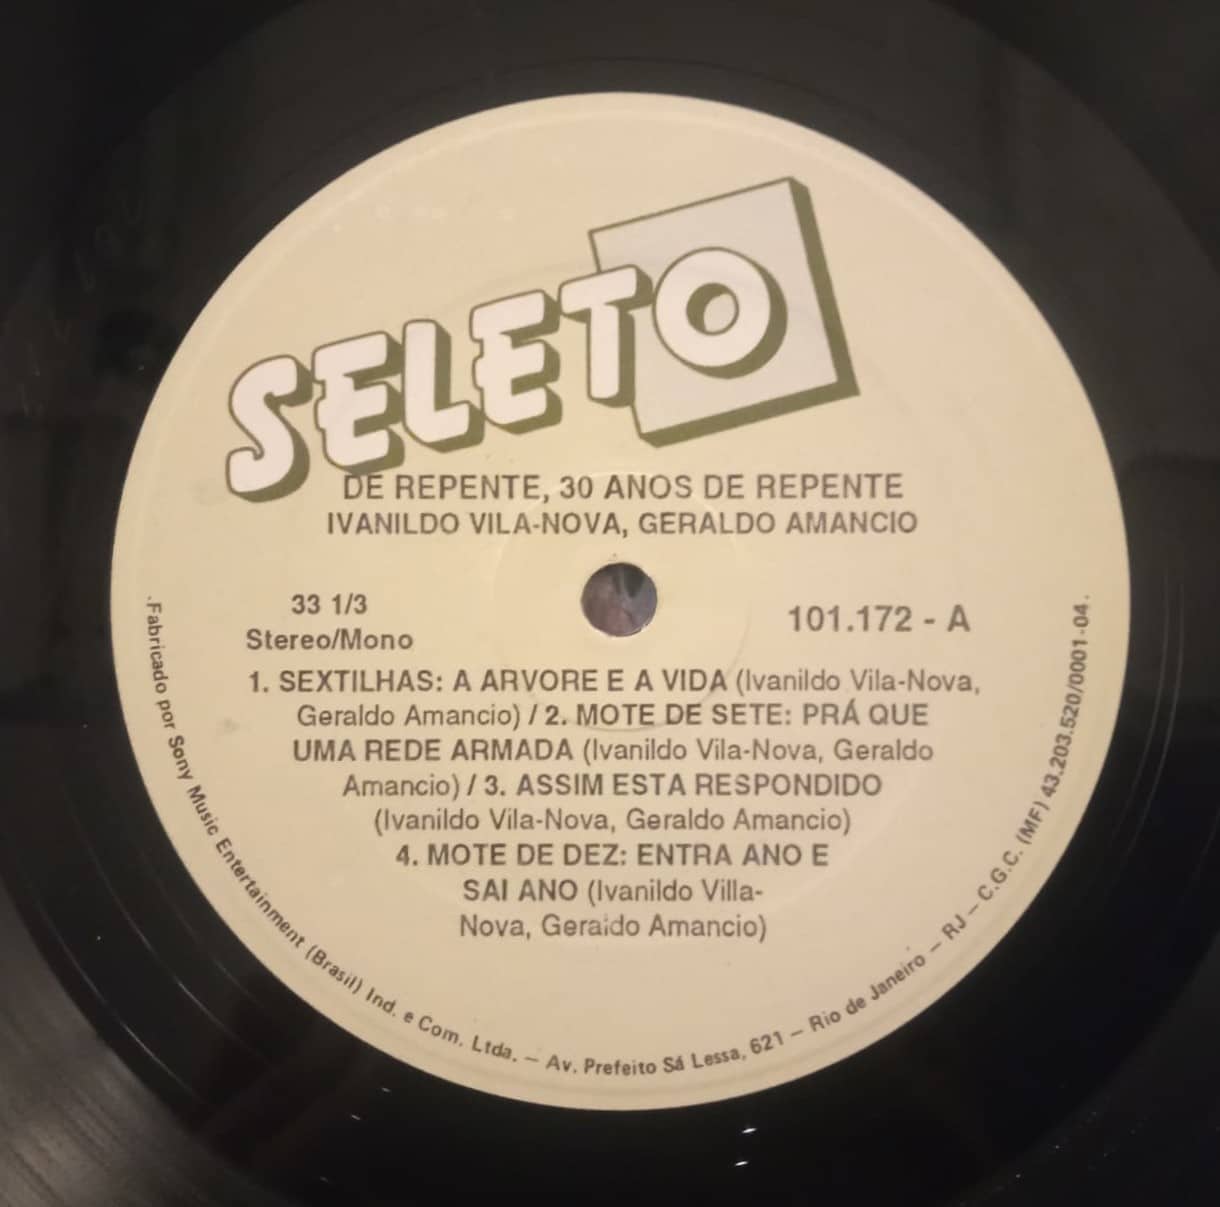 SELETO
DE REPENTE, 30 ANOS DE REPENTE
IVANILDO VILA-NOVA, GERALDO AMANCIO
33 1/3
Stereo/Mono
101.172 - A
1. SEXTILHAS: A ARVORE E A VIDA (Ivanildo Vila-Nova,
Geraldo Amancio) / 2. MOTE DE SETE: PRÁ QUE
UMA REDE ARMADA (Ivanildo Vila-Nova, Geraldo
Amancio) / 3. ASSIM ESTA RESPONDIDO
(Ivanildo Vila-Nova, Geraldo Amancio)
4. MOTE DE DEZ: ENTRA ANO E
SAI ANO (Ivanildo Villa-
Nova, Geraldo Amancio)
.Fabricado por Sony Music Entertainment (Brasil) Ind. e Com. Ltda. – Av. Prefeito Sá Lessa, 621 – Rio de Janeiro – RJ – C.G.C. (MF) 43.203.520/0001-04.